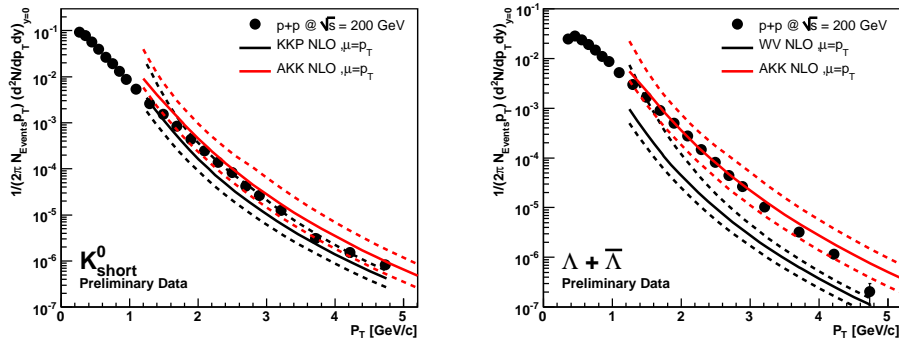 1/(2π N_Events p_T) (d²N/dp_T dy)_y=0
10⁻¹
10⁻²
10⁻³
10⁻⁴
10⁻⁵
10⁻⁶
10⁻⁷
p+p @ √s = 200 GeV
KKP NLO ,μ=p_T
AKK NLO ,μ=p_T
K⁰_short
Preliminary Data
0 1 2 3 4 5
P_T [GeV/c]
1/(2π N_Events p_T) (d²N/dp_T dy)_y=0
10⁻¹
10⁻²
10⁻³
10⁻⁴
10⁻⁵
10⁻⁶
10⁻⁷
p+p @ √s = 200 GeV
WV NLO ,μ=p_T
AKK NLO ,μ=p_T
Λ + Λ̅
Preliminary Data
0 1 2 3 4 5
P_T [GeV/c]